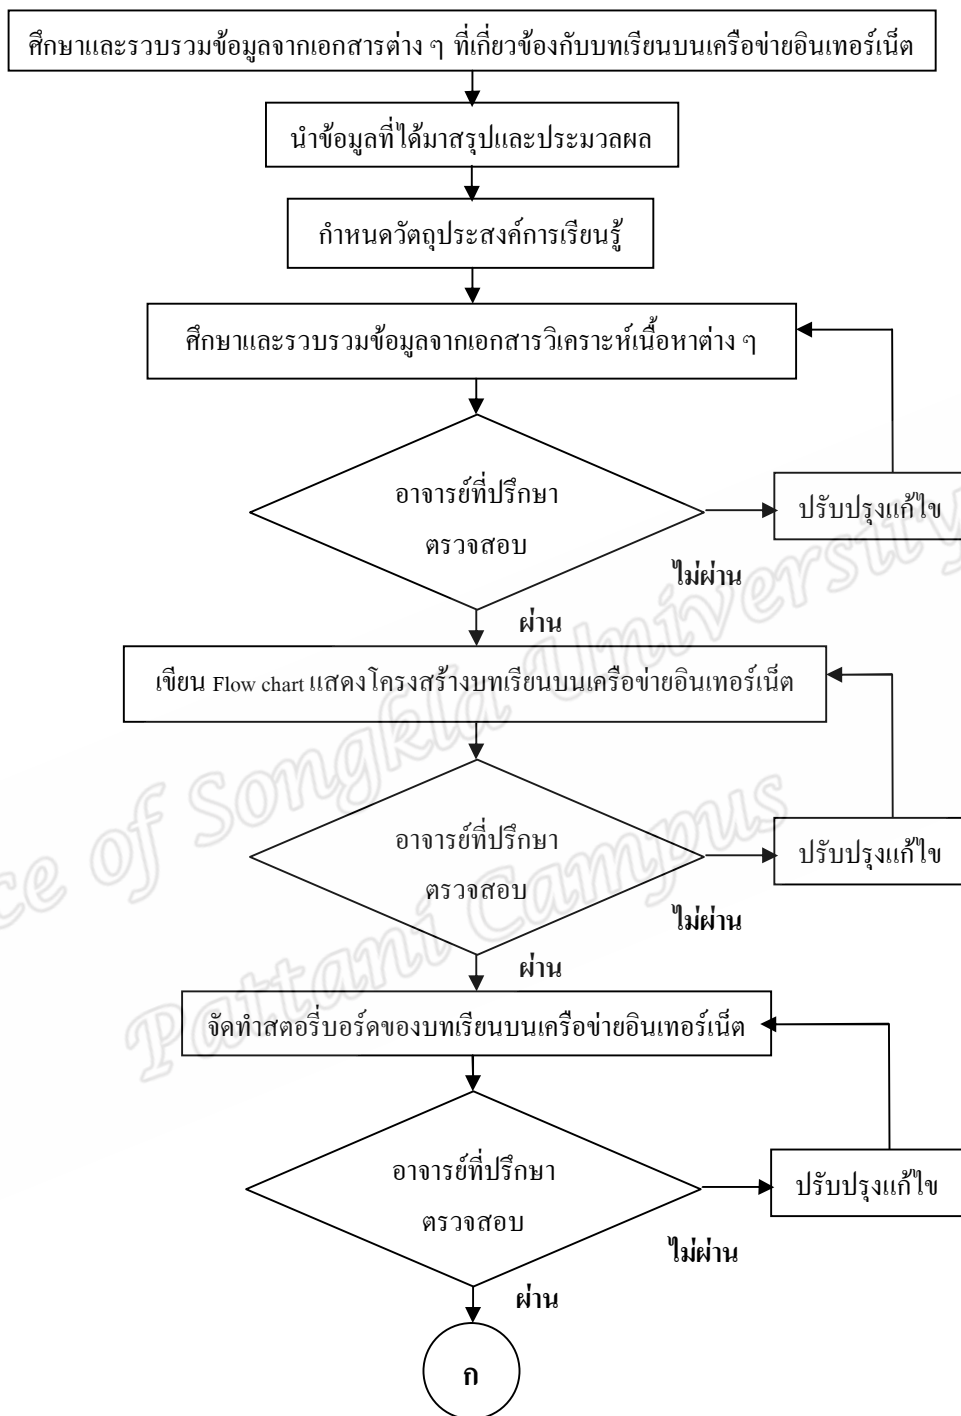 ศึกษาและรวบรวมข้อมูลจากเอกสารต่าง ๆ ที่เกี่ยวข้องกับบทเรียนบนเครือข่ายอินเทอร์เน็ต
นำข้อมูลที่ได้มาสรุปและประมวลผล
กำหนดวัตถุประสงค์การเรียนรู้
ศึกษาและรวบรวมข้อมูลจากเอกสารวิเคราะห์เนื้อหาต่าง ๆ
อาจารย์ที่ปรึกษา
ตรวจสอบ
ปรับปรุงแก้ไข
ไม่ผ่าน
ผ่าน
เขียน Flow chart แสดงโครงสร้างบทเรียนบนเครือข่ายอินเทอร์เน็ต
อาจารย์ที่ปรึกษา
ตรวจสอบ
ปรับปรุงแก้ไข
ไม่ผ่าน
ผ่าน
จัดทำสตอรี่บอร์ดของบทเรียนบนเครือข่ายอินเทอร์เน็ต
อาจารย์ที่ปรึกษา
ตรวจสอบ
ปรับปรุงแก้ไข
ไม่ผ่าน
ผ่าน
ก
of Songkla University
Pattani Campus